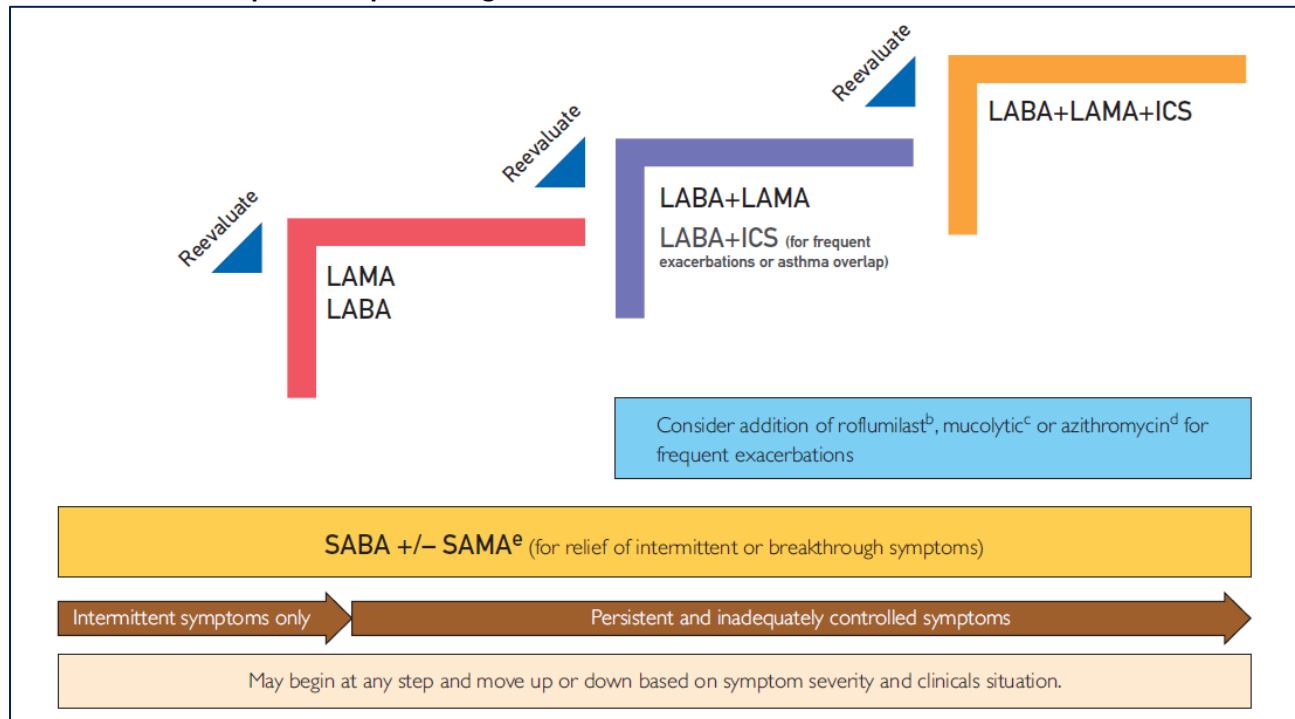 Reevaluate
LABA+LAMA+ICS
Reevaluate
LABA+LAMA
LABA+ICS (for frequent
exacerbations or asthma overlap)
Reevaluate
LAMA
LABA
Consider addition of roflumilastb, mucolyticc or azithromycind for
frequent exacerbations
SABA +/– SAMAe (for relief of intermittent or breakthrough symptoms)
Intermittent symptoms only
Persistent and inadequately controlled symptoms
May begin at any step and move up or down based on symptom severity and clinicals situation.